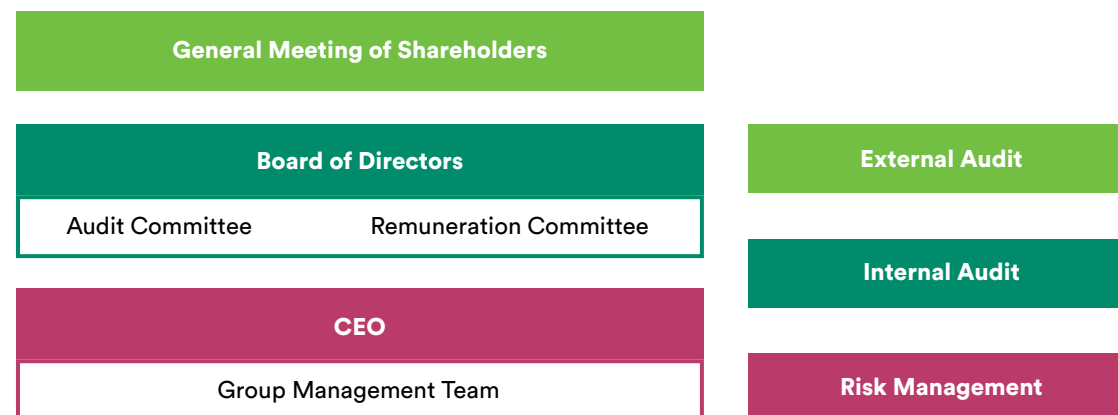 General Meeting of Shareholders
Board of Directors
Audit Committee
Remuneration Committee
CEO
Group Management Team
External Audit
Internal Audit
Risk Management